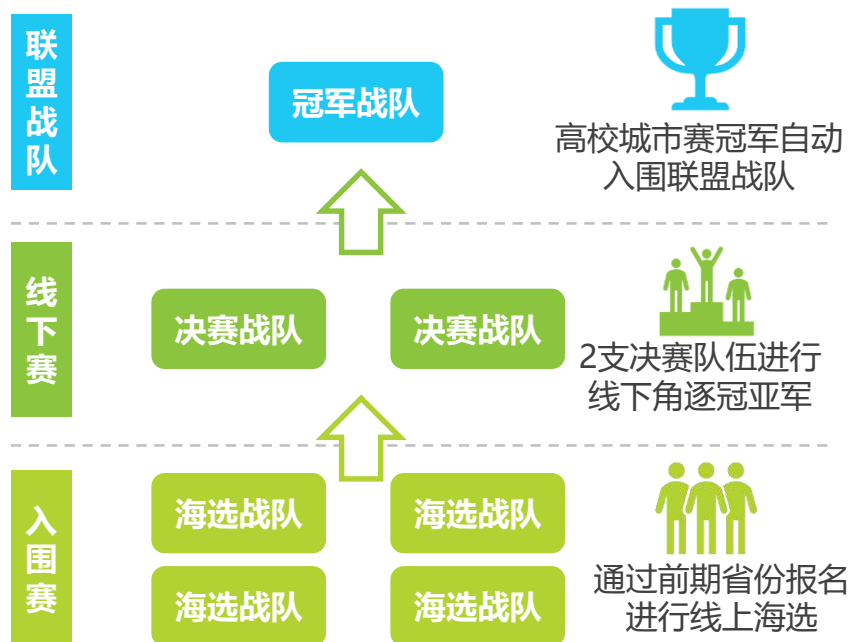 联盟战队
冠军战队
高校城市赛冠军自动
入围联盟战队
线下赛
决赛战队
决赛战队
2支决赛队伍进行
线下角逐冠亚军
入围赛
海选战队
海选战队
海选战队
海选战队
通过前期省份报名
进行线上海选